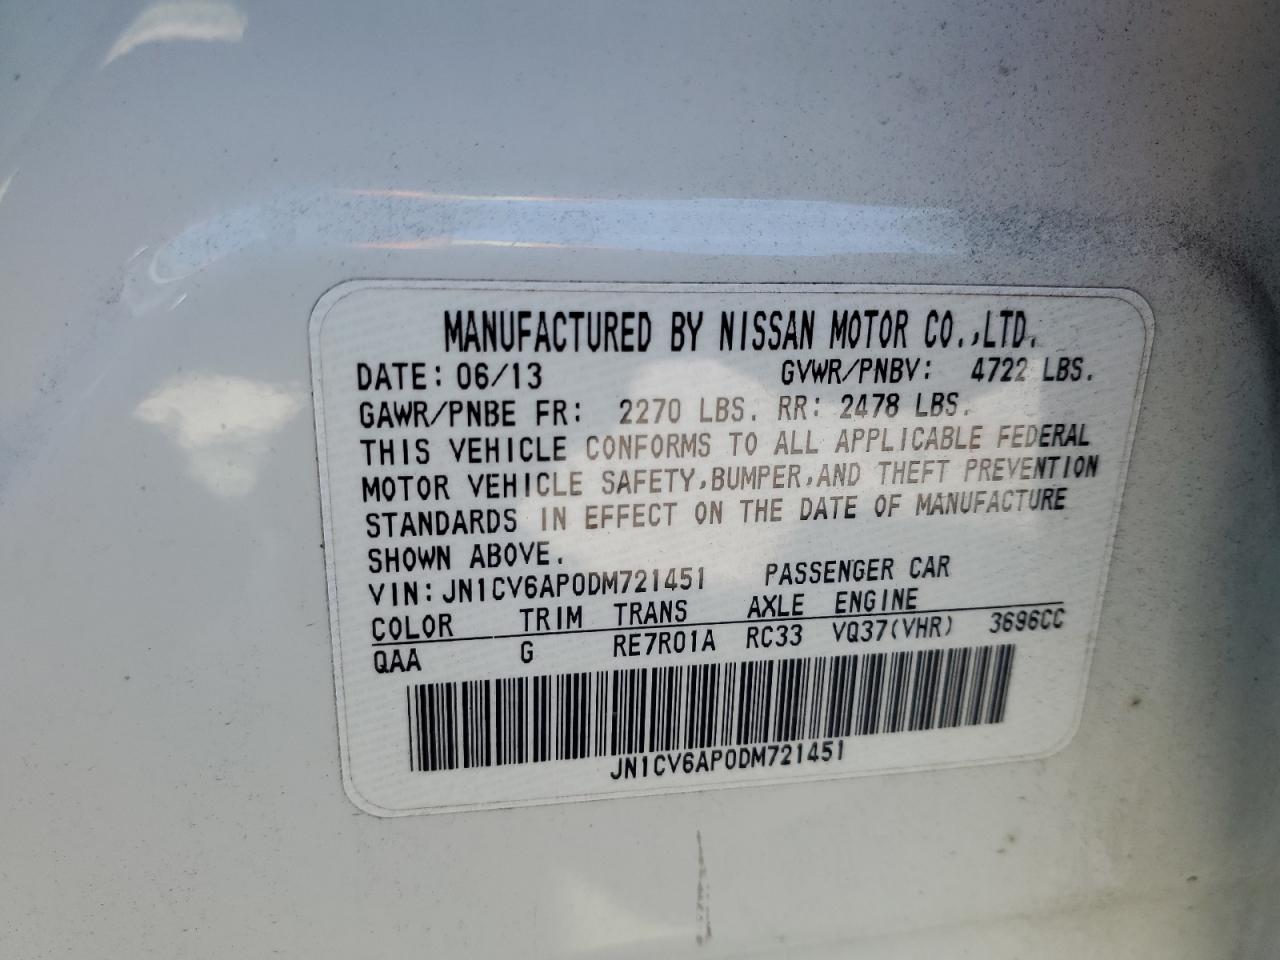 MANUFACTURED BY NISSAN MOTOR CO.,LTD.
DATE: 06/13 GVWR/PNBV: 4722 LBS.
GAWR/PNBE FR: 2270 LBS. RR: 2478 LBS.
THIS VEHICLE CONFORMS TO ALL APPLICABLE FEDERAL
MOTOR VEHICLE SAFETY,BUMPER,AND THEFT PREVENTION
STANDARDS IN EFFECT ON THE DATE OF MANUFACTURE
SHOWN ABOVE.
VIN:JN1CV6AP0DM721451 PASSENGER CAR
COLOR TRIM TRANS AXLE ENGINE
QAA G RE7R01A RC33 VQ37(VHR) 3696CC
JN1CV6AP0DM721451